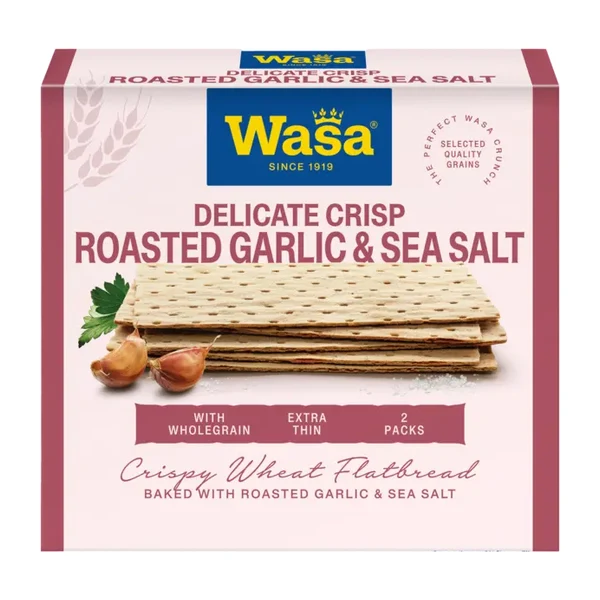 Wasa
SINCE 1919
DELICATE CRISP
ROASTED GARLIC & SEA SALT
Wasa®
SINCE 1919
THE PERFECT WASA CRUNCH
SELECTED
QUALITY
GRAINS
DELICATE CRISP
ROASTED GARLIC & SEA SALT
WITH
WHOLEGRAIN
EXTRA
THIN
2
PACKS
Crispy Wheat Flatbread
BAKED WITH ROASTED GARLIC & SEA SALT